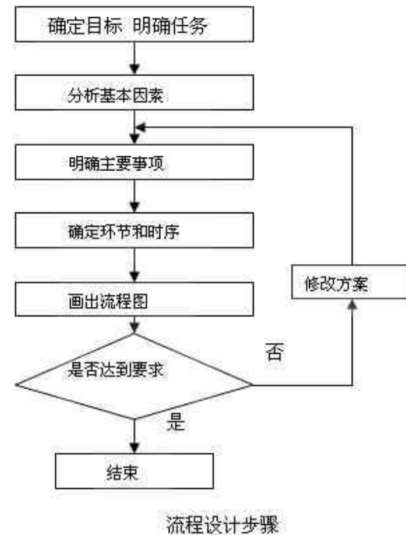 确定目标 明确任务
分析基本因素
明确主要事项
确定环节和时序
画出流程图
修改方案
否
是否达到要求
是
结束
流程设计步骤